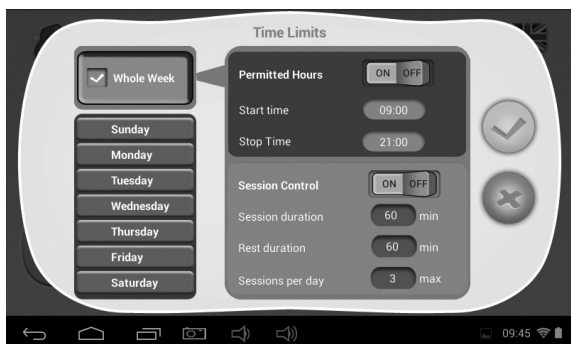 Time Limits
Whole Week
Sunday
Monday
Tuesday
Wednesday
Thursday
Friday
Saturday
Permitted Hours ON OFF
Start time 09:00
Stop Time 21:00
Session Control ON OFF
Session duration 60 min
Rest duration 60 min
Sessions per day 3 max
09:45